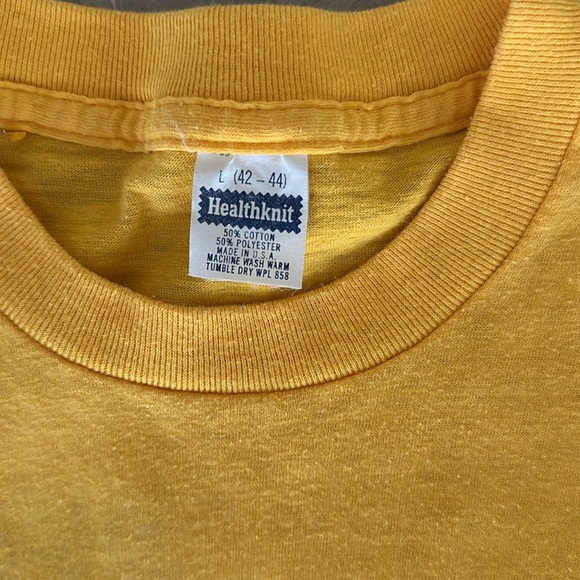 L (42 – 44)
Healthknit
50% COTTON
50% POLYESTER
MADE IN U.S.A.
MACHINE WASH WARM
TUMBLE DRY WPL 858